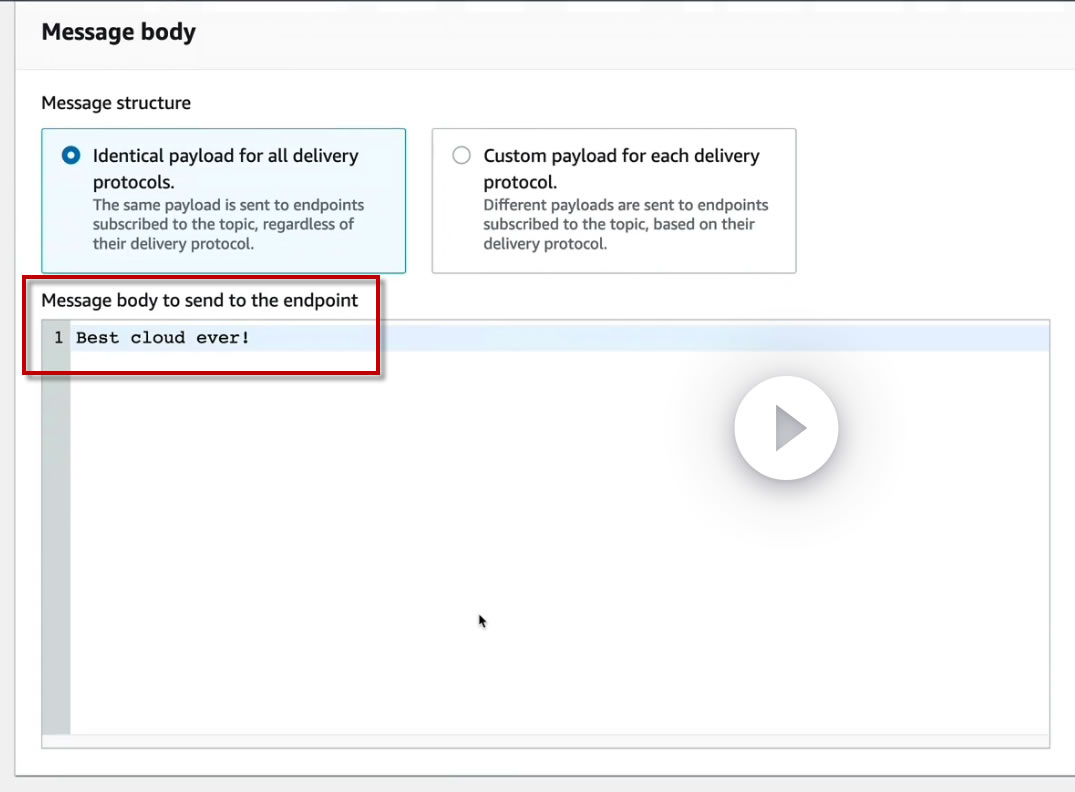 Message body
Message structure
Identical payload for all delivery
protocols.
The same payload is sent to endpoints
subscribed to the topic, regardless of
their delivery protocol.
Custom payload for each delivery
protocol.
Different payloads are sent to endpoints
subscribed to the topic, based on their
delivery protocol.
Message body to send to the endpoint
1 Best cloud ever!